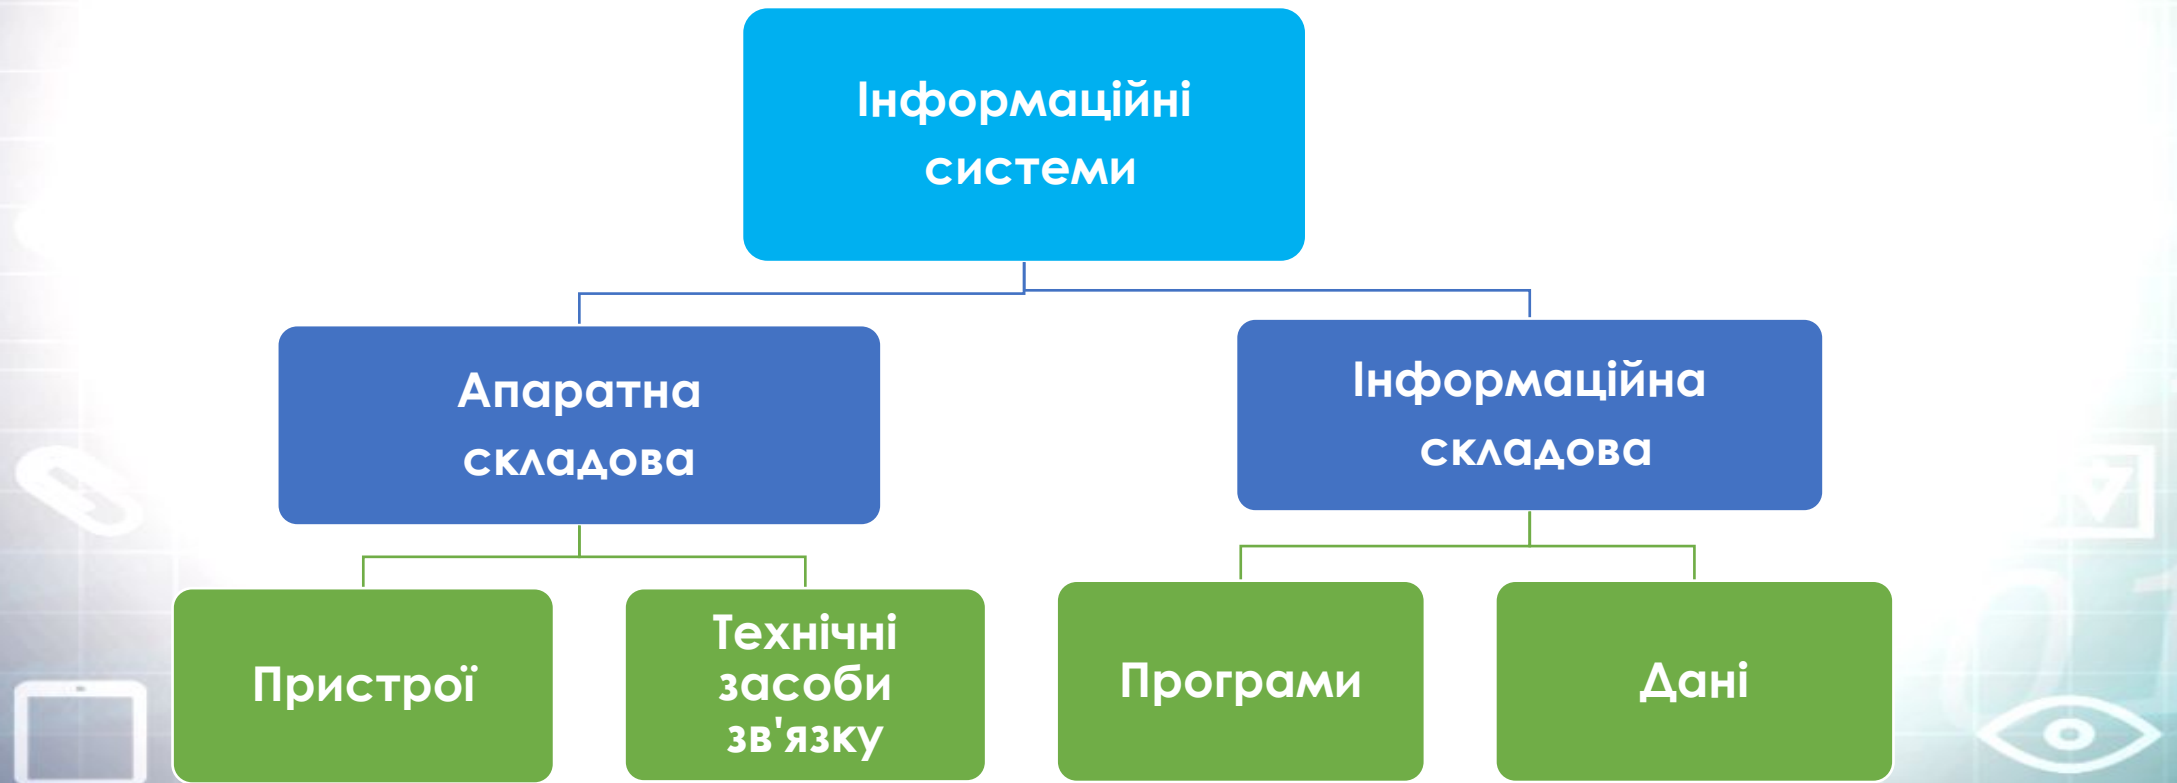 Інформаційні
системи
Апаратна
складова
Інформаційна
складова
Пристрої
Технічні
засоби
зв'язку
Програми
Дані